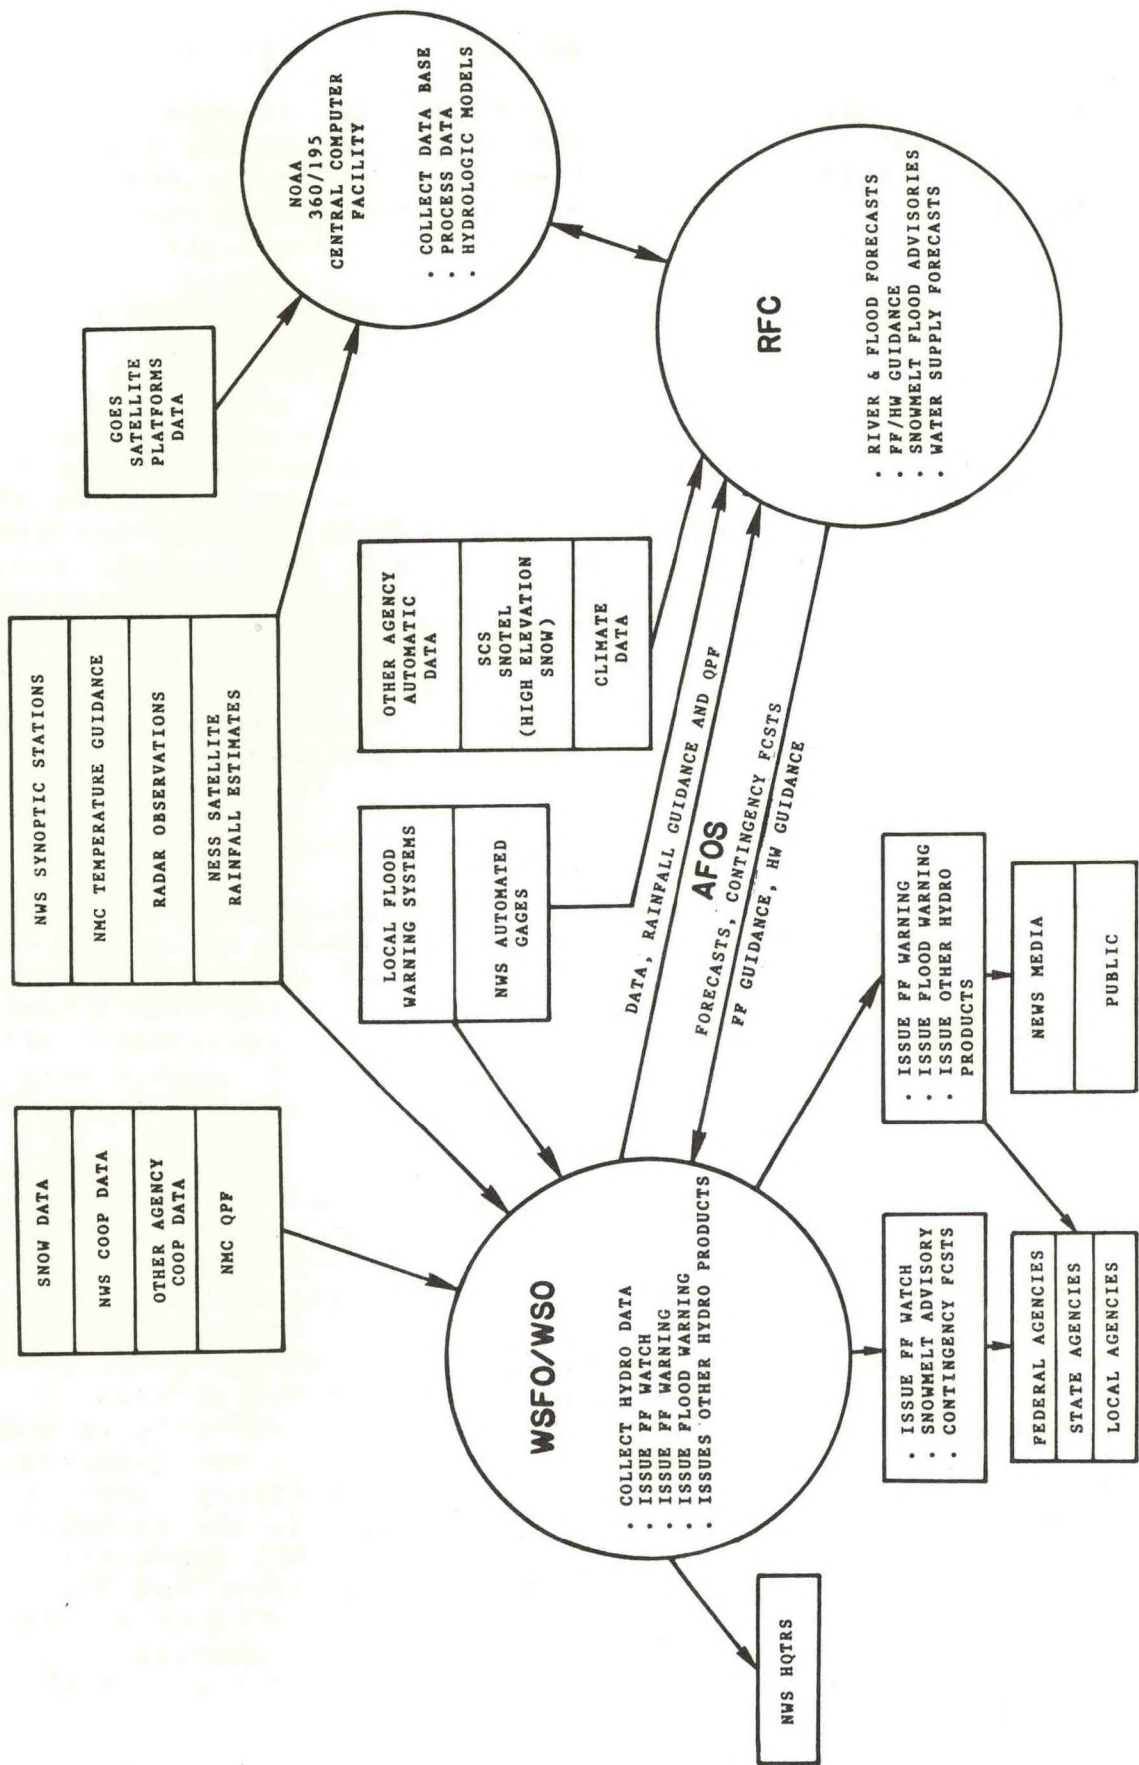 SNOW DATA
NWS COOP DATA
OTHER AGENCY
COOP DATA
NMC QPF
NWS SYNOPTIC STATIONS
NMC TEMPERATURE GUIDANCE
RADAR OBSERVATIONS
NESS SATELLITE
RAINFALL ESTIMATES
GOES
SATELLITE
PLATFORMS
DATA
NOAA
360/195
CENTRAL COMPUTER
FACILITY
. COLLECT DATA BASE
. PROCESS DATA
. HYDROLOGIC MODELS
LOCAL FLOOD
WARNING SYSTEMS
NWS AUTOMATED
GAGES
OTHER AGENCY
AUTOMATIC
DATA
SCS
SNOTEL
(HIGH ELEVATION
SNOW)
CLIMATE
DATA
WSFO/WSO
. COLLECT HYDRO DATA
. ISSUE FF WATCH
. ISSUE FF WARNING
. ISSUE FLOOD WARNING
. ISSUES OTHER HYDRO PRODUCTS
DATA, RAINFALL GUIDANCE AND QPF
AFOS
FORECASTS, CONTINGENCY FCSTS
FF GUIDANCE, HW GUIDANCE
RFC
. RIVER & FLOOD FORECASTS
. FF/HW GUIDANCE
. SNOWMELT FLOOD ADVISORIES
. WATER SUPPLY FORECASTS
NWS HQTRS
. ISSUE FF WATCH
. SNOWMELT ADVISORY
. CONTINGENCY FCSTS
. ISSUE FF WARNING
. ISSUE FLOOD WARNING
. ISSUE OTHER HYDRO
PRODUCTS
FEDERAL AGENCIES
STATE AGENCIES
LOCAL AGENCIES
NEWS MEDIA
PUBLIC